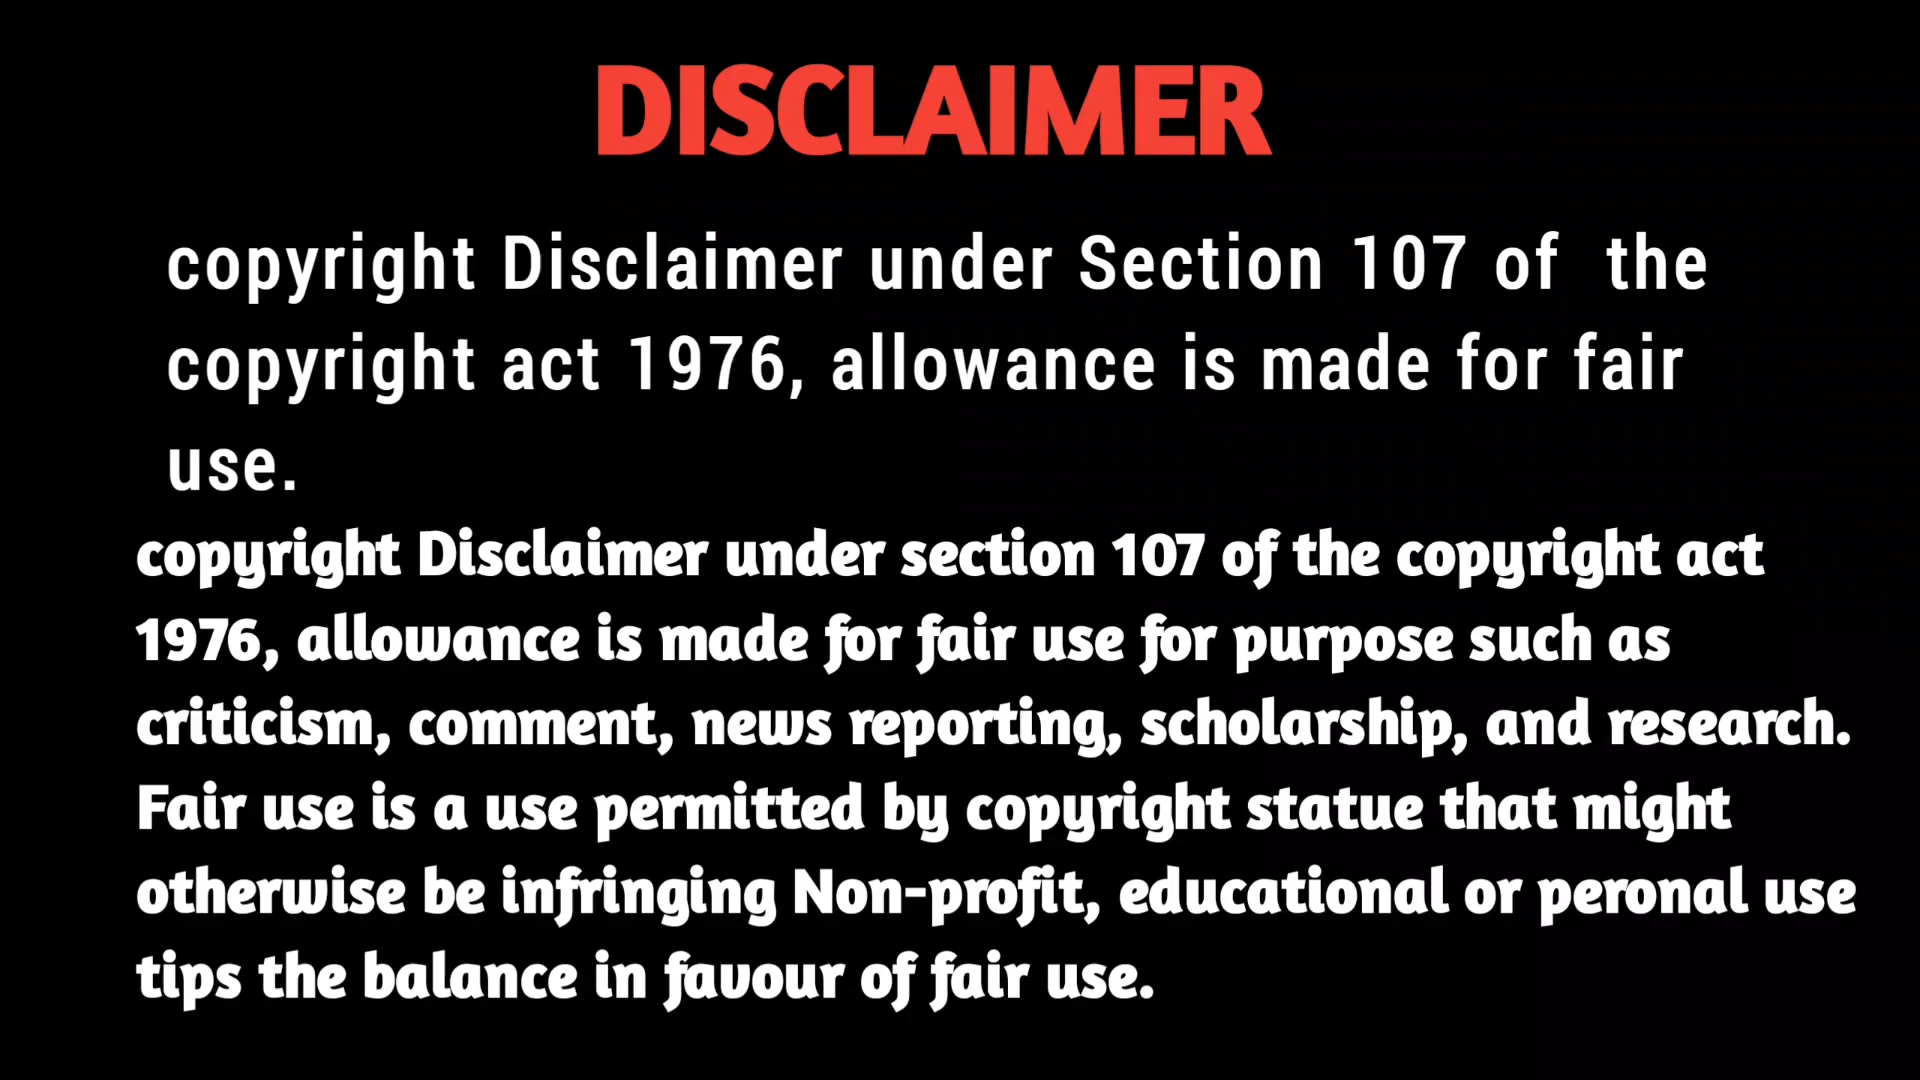 DISCLAIMER
copyright Disclaimer under Section 107 of the
copyright act 1976, allowance is made for fair
use.
copyright Disclaimer under section 107 of the copyright act
1976, allowance is made for fair use for purpose such as
criticism, comment, news reporting, scholarship, and research.
Fair use is a use permitted by copyright statue that might
otherwise be infringing Non-profit, educational or peronal use
tips the balance in favour of fair use.